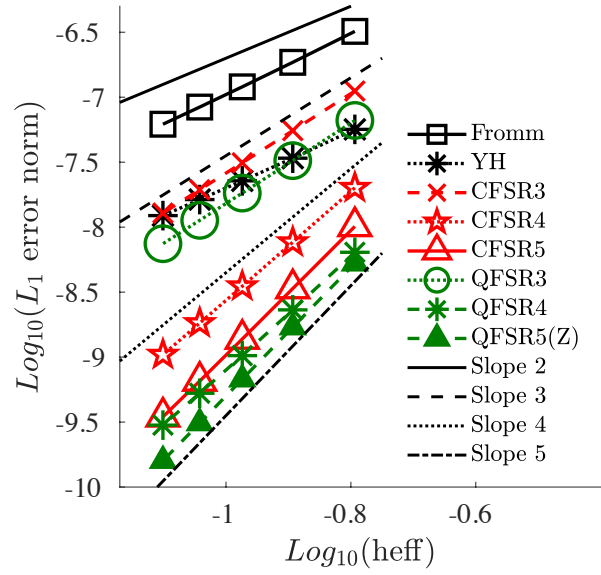 -6.5
-7
-7.5
-8
-8.5
-9
-9.5
-10
Log10(L1 error norm)
-1
-0.8
-0.6
Log10(heff)
Fromm
YH
CFSR3
CFSR4
CFSR5
QFSR3
QFSR4
QFSR5(Z)
Slope 2
Slope 3
Slope 4
Slope 5